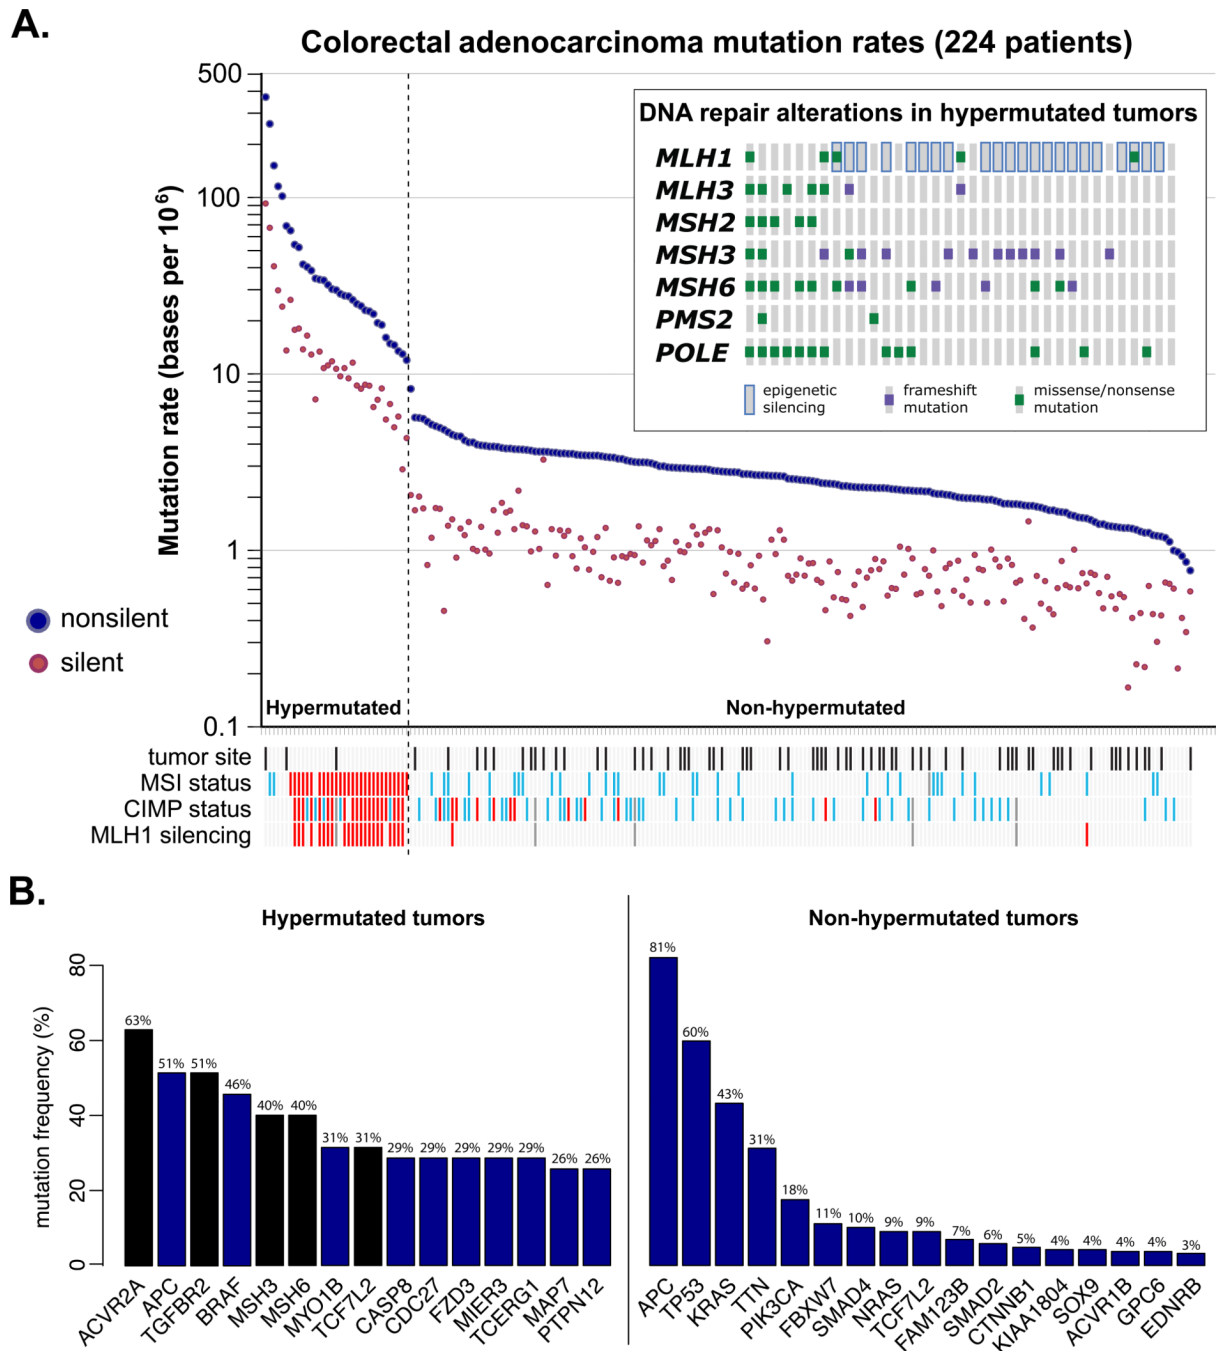 A.
Colorectal adenocarcinoma mutation rates (224 patients)
500
100
10
1
0.1
Mutation rate (bases per 10⁶)
DNA repair alterations in hypermutated tumors
MLH1
MLH3
MSH2
MSH3
MSH6
PMS2
POLE
epigenetic
silencing
frameshift
mutation
missense/nonsense
mutation
nonsilent
silent
Hypermutated
Non-hypermutated
tumor site
MSI status
CIMP status
MLH1 silencing
B.
Hypermutated tumors
Non-hypermutated tumors
mutation frequency (%)
80
60
40
20
0
63%
51%
51%
46%
40%
40%
31%
31%
29%
29%
29%
29%
29%
26%
26%
ACVR2A
APC
TGFBR2
BRAF
MSH3
MSH6
MYO1B
TCF7L2
CASP8
CDC27
FZD3
MIER3
TCERG1
MAP7
PTPN12
81%
60%
43%
31%
18%
11%
10%
9%
9%
7%
6%
5%
4%
4%
4%
4%
3%
APC
TP53
KRAS
TTN
PIK3CA
FBXW7
SMAD4
NRAS
TCF7L2
FAM123B
SMAD2
CTNNB1
KIAA1804
SOX9
ACVR1B
GPC6
EDNRB